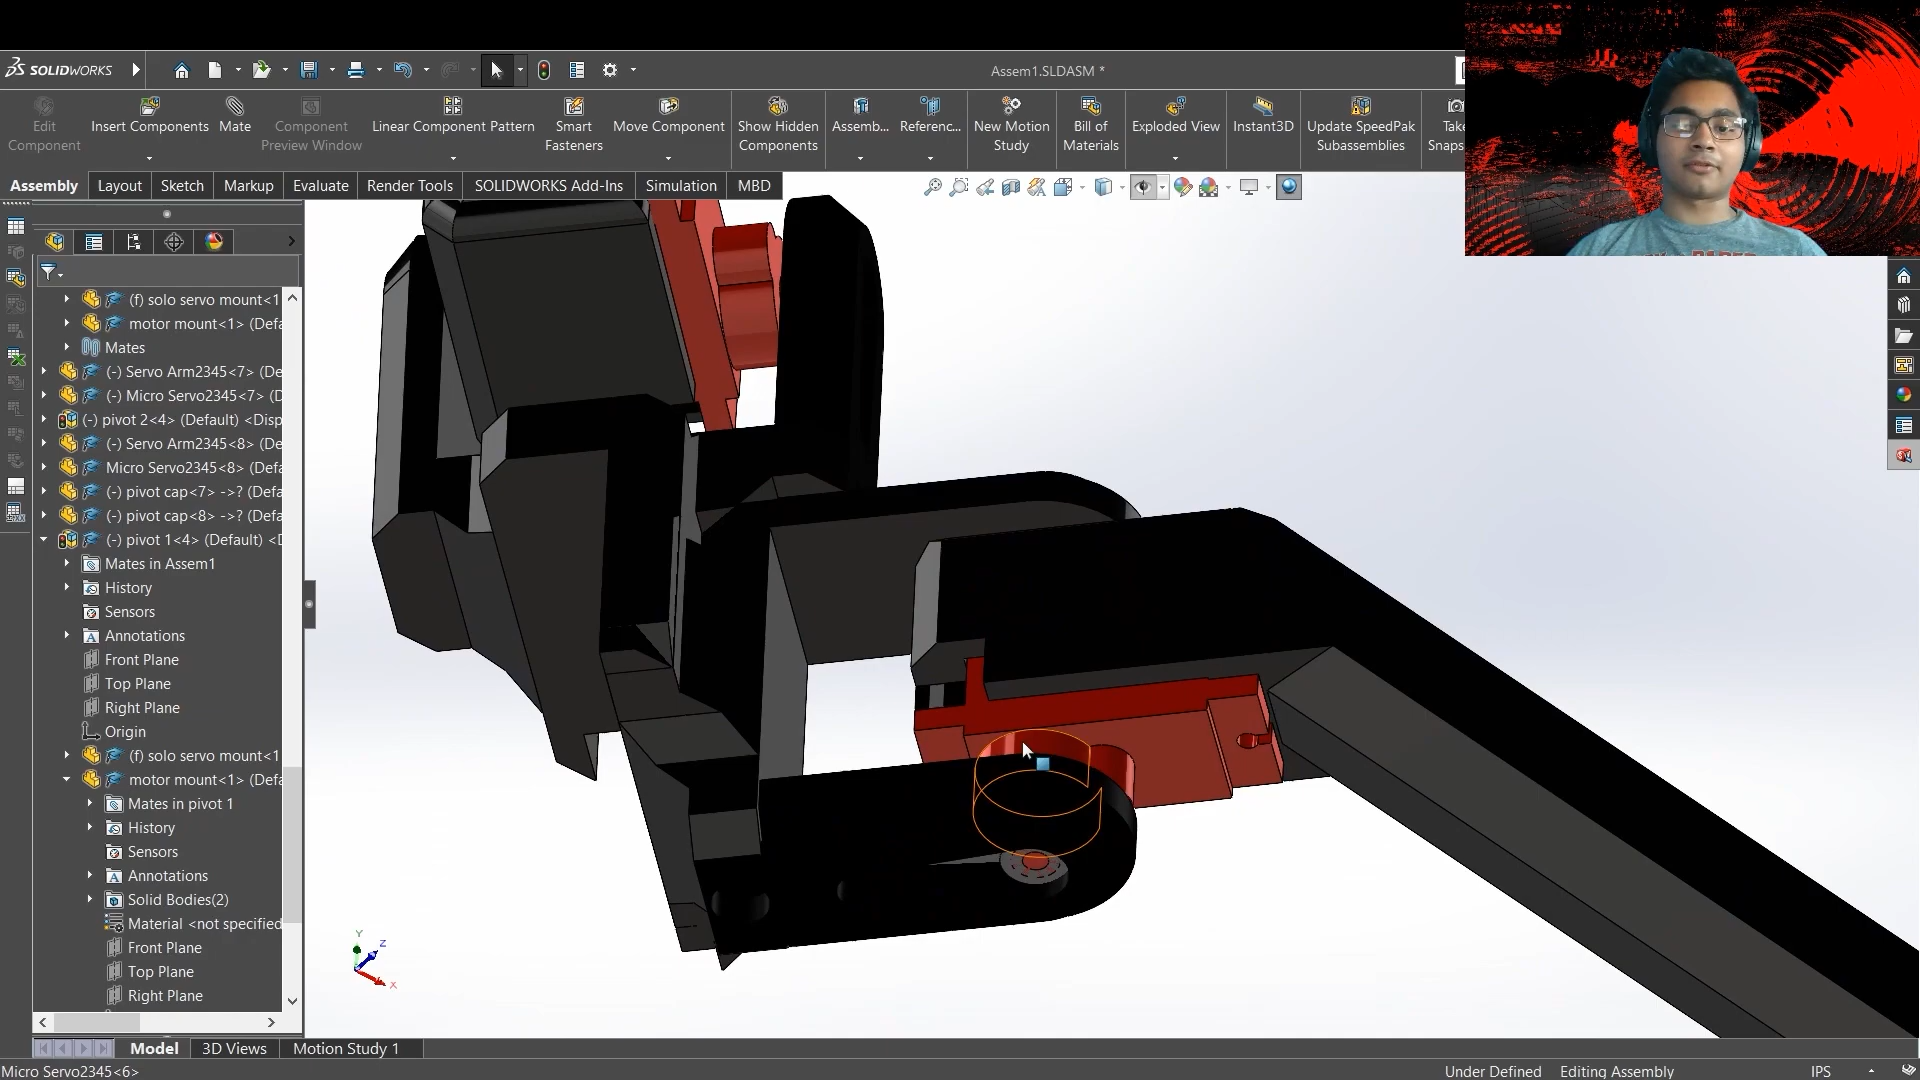 SOLIDWORKS
Assem1.SLDASM *
Edit Component
Insert Components
Mate
Component Preview Window
Linear Component Pattern
Smart Fasteners
Move Component
Show Hidden Components
Assemb...
Referenc...
New Motion Study
Bill of Materials
Exploded View
Instant3D
Update SpeedPak Subassemblies
Take
Snaps
Assembly
Layout
Sketch
Markup
Evaluate
Render Tools
SOLIDWORKS Add-Ins
Simulation
MBD
(f) solo servo mount<1
motor mount<1> (Defa
Mates
(-) Servo Arm2345<7> (De
(-) Micro Servo2345<7> (D
(-) pivot 2<4> (Default) <Disp
(-) Servo Arm2345<8> (De
Micro Servo2345<8> (Defa
(-) pivot cap<7> ->? (Defa
(-) pivot cap<8> ->? (Defa
(-) pivot 1<4> (Default) <D
Mates in Assem1
History
Sensors
Annotations
Front Plane
Top Plane
Right Plane
Origin
(f) solo servo mount<1
motor mount<1> (Defa
Mates in pivot 1
History
Sensors
Annotations
Solid Bodies(2)
Material <not specified
Front Plane
Top Plane
Right Plane
Y
Z
X
Model
3D Views
Motion Study 1
Micro Servo2345<6>
Under Defined
Editing Assembly
IPS